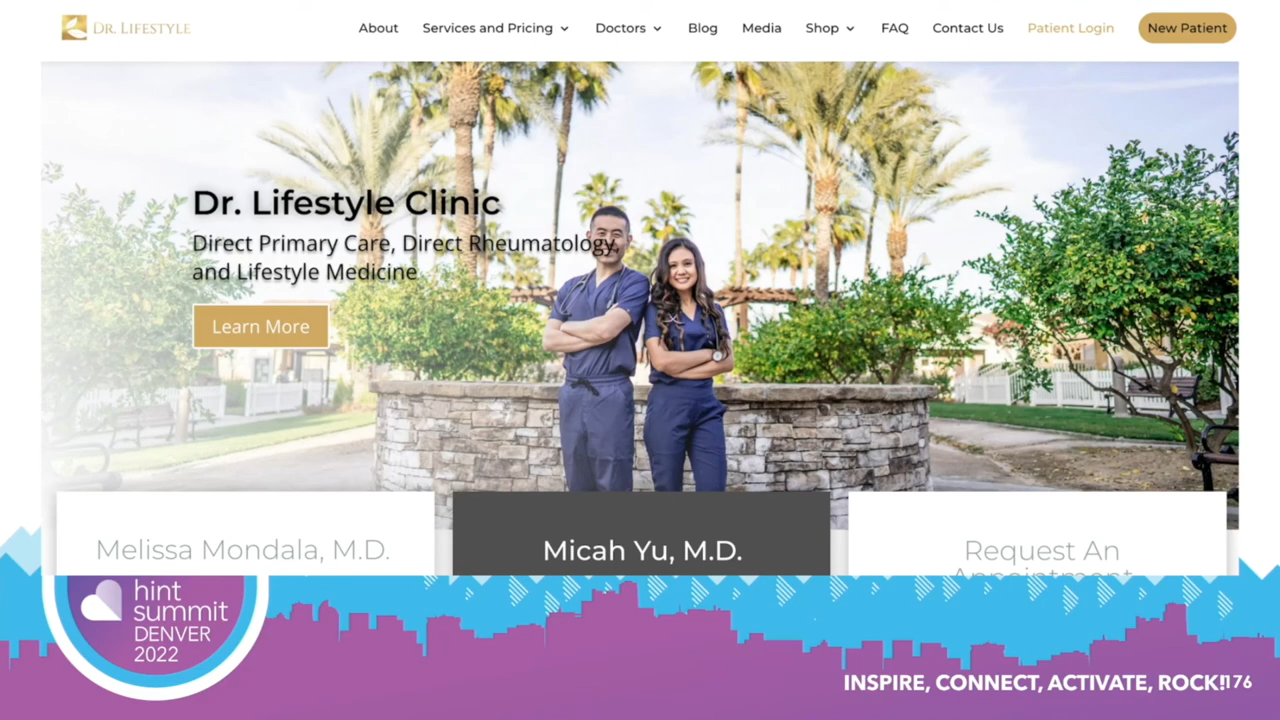 DR. LIFESTYLE
About
Services and Pricing
Doctors
Blog
Media
Shop
FAQ
Contact Us
Patient Login
New Patient
Dr. Lifestyle Clinic
Direct Primary Care, Direct Rheumatology,
and Lifestyle Medicine
Learn More
Melissa Mondala, M.D.
Micah Yu, M.D.
Request An
Appointment
hint
summit
DENVER
2022
INSPIRE, CONNECT, ACTIVATE, ROCK!
176